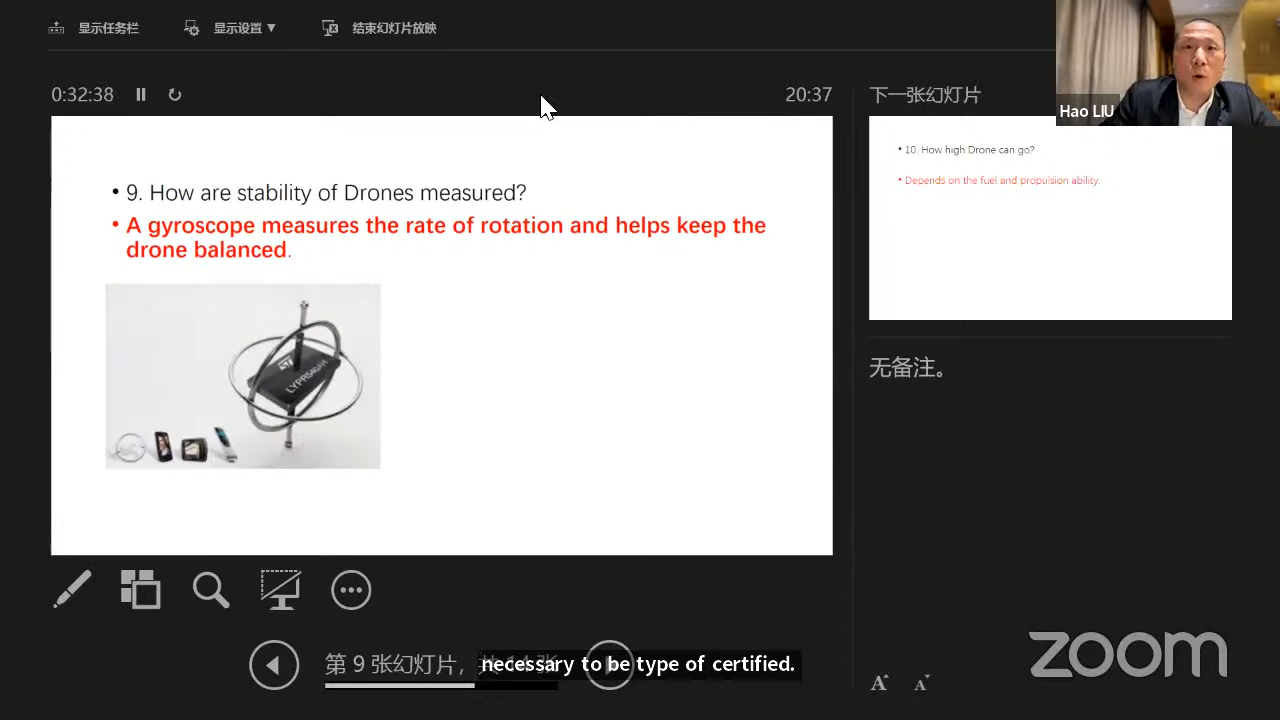 显示任务栏
显示设置 ▼
结束幻灯片放映
0:32:38
20:37
下一张幻灯片
Hao LIU
• 9. How are stability of Drones measured?
• A gyroscope measures the rate of rotation and helps keep the
drone balanced.
LYPR540AH
• 10. How high Drone can go?
• Depends on the fuel and propulsion ability.
无备注。
第 9 张幻灯片，共 14 张
necessary to be type of certified.
A A
zoom